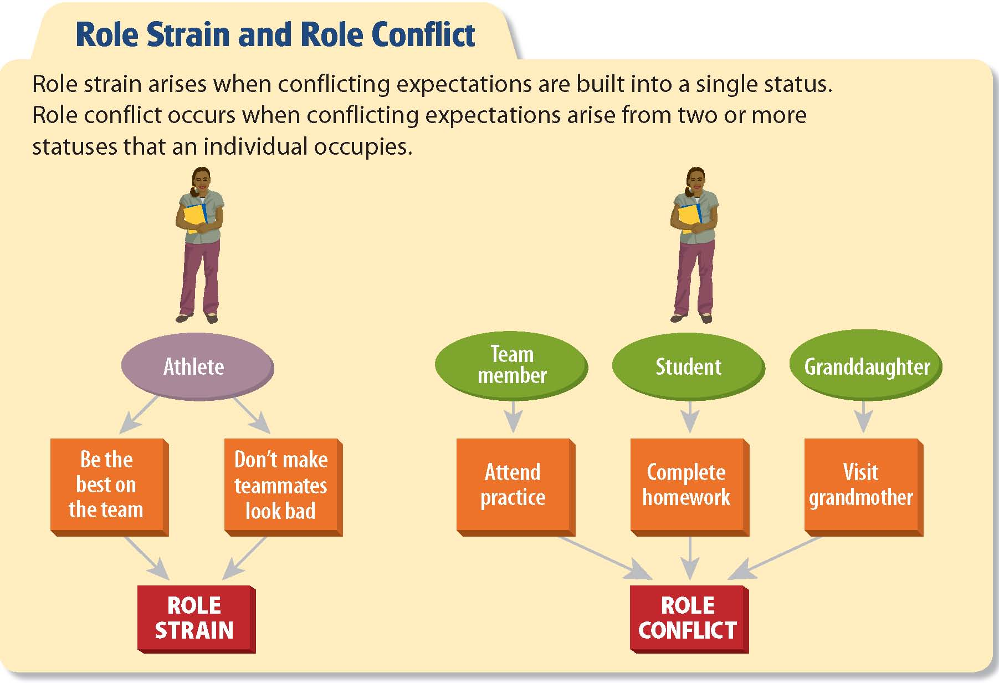 Role Strain and Role Conflict
Role strain arises when conflicting expectations are built into a single status.
Role conflict occurs when conflicting expectations arise from two or more
statuses that an individual occupies.
Athlete
Be the
best on
the team
Don't make
teammates
look bad
ROLE
STRAIN
Team
member
Student
Granddaughter
Attend
practice
Complete
homework
Visit
grandmother
ROLE
CONFLICT